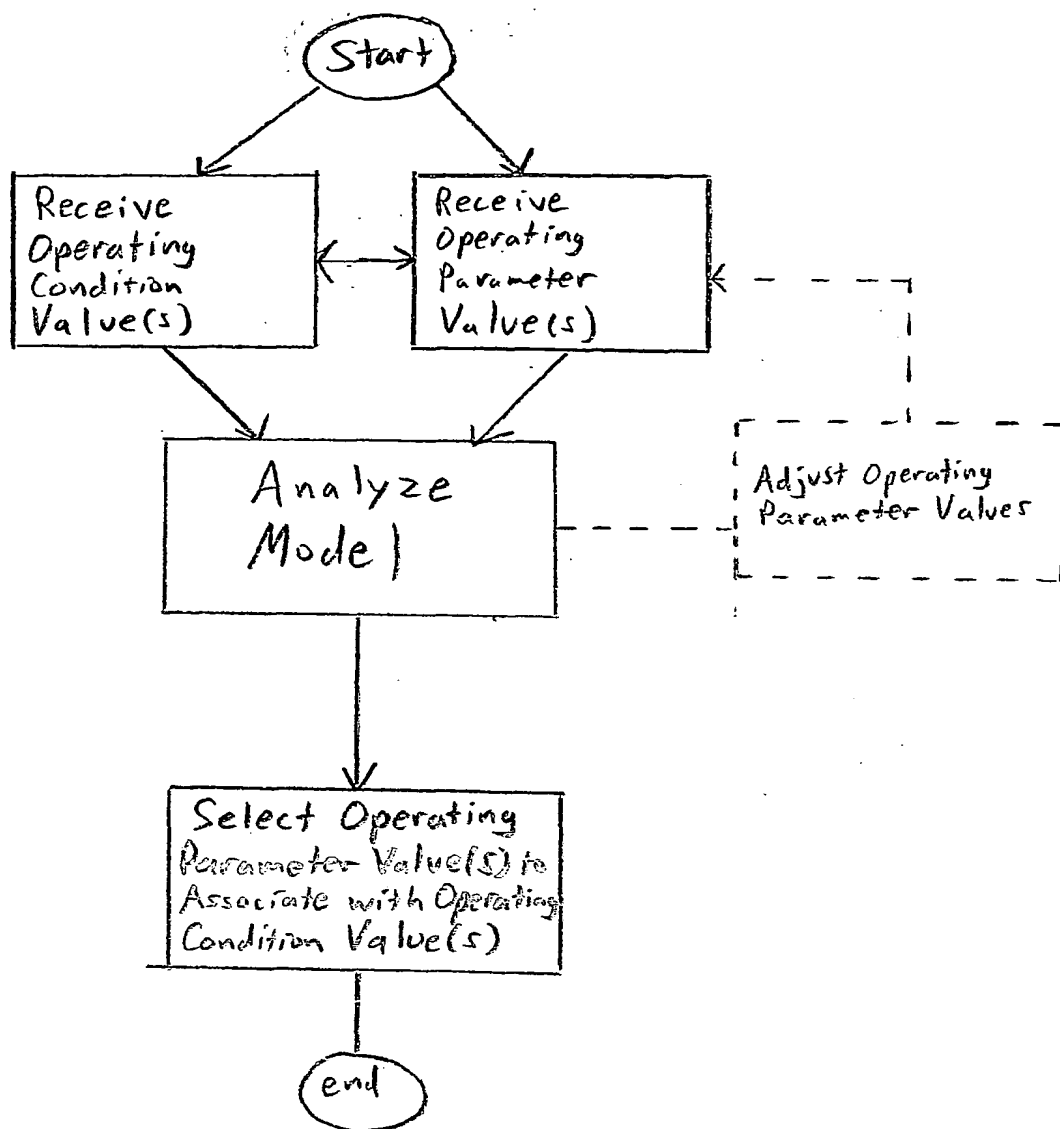 Start
Receive
Operating
Condition
Value(s)
Receive
Operating
Parameter
Value(s)
Analyze
Model
Adjust Operating
Parameter Values
Select Operating
Parameter Value(s) to
Associate with Operating
Condition Value(s)
end